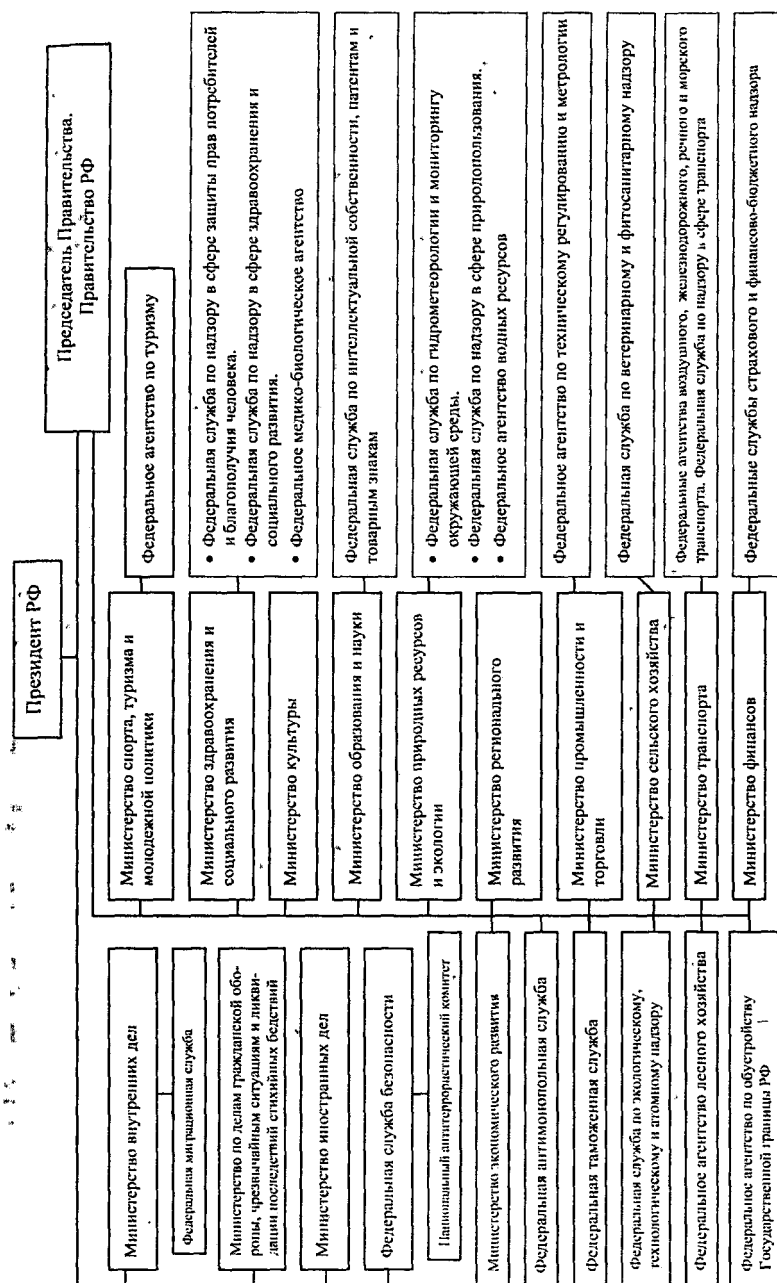 Президент РФ
Председатель Правительства.
Правительство РФ
Министерство внутренних дел
Федеральная миграционная служба
Министерство по делам гражданской обо-
роны, чрезвычайным ситуациям и ликви-
дации последствий стихийных бедствий
Министерство иностранных дел
Федеральная служба безопасности
Национальный антитеррористический комитет
Министерство экономического развития
Федеральная антимонопольная служба
Федеральная таможенная служба
Федеральная служба по экологическому,
технологическому и атомному надзору
Федеральное агентство лесного хозяйства
Федеральное агентство по обустройству
Государственной границы РФ
Министерство спорта, туризма и
молодежной политики
Министерство здравоохранения и
социального развития
Министерство культуры
Министерство образования и науки
Министерство природных ресурсов
и экологии
Министерство регионального
развития
Министерство промышленности и
торговли
Министерство сельского хозяйства
Министерство транспорта
Министерство финансов
Федеральное агентство по туризму
• Федеральная служба по надзору в сфере защиты прав потребителей
и благополучия человека.
• Федеральная служба по надзору в сфере здравоохранения и
социального развития.
• Федеральное медико-биологическое агентство
Федеральная служба по интеллектуальной собственности, патентам и
товарным знакам
• Федеральная служба по гидрометеорологии и мониторингу
окружающей среды.
• Федеральная служба по надзору в сфере природопользования.
• Федеральное агентство водных ресурсов
Федеральное агентство по техническому регулированию и метрологии
Федеральная служба по ветеринарному и фитосанитарному надзору
Федеральные агентства воздушного, железнодорожного, речного и морского
транспорта. Федеральная служба по надзору в сфере транспорта
Федеральные службы страхового и финансово-бюджетного надзора